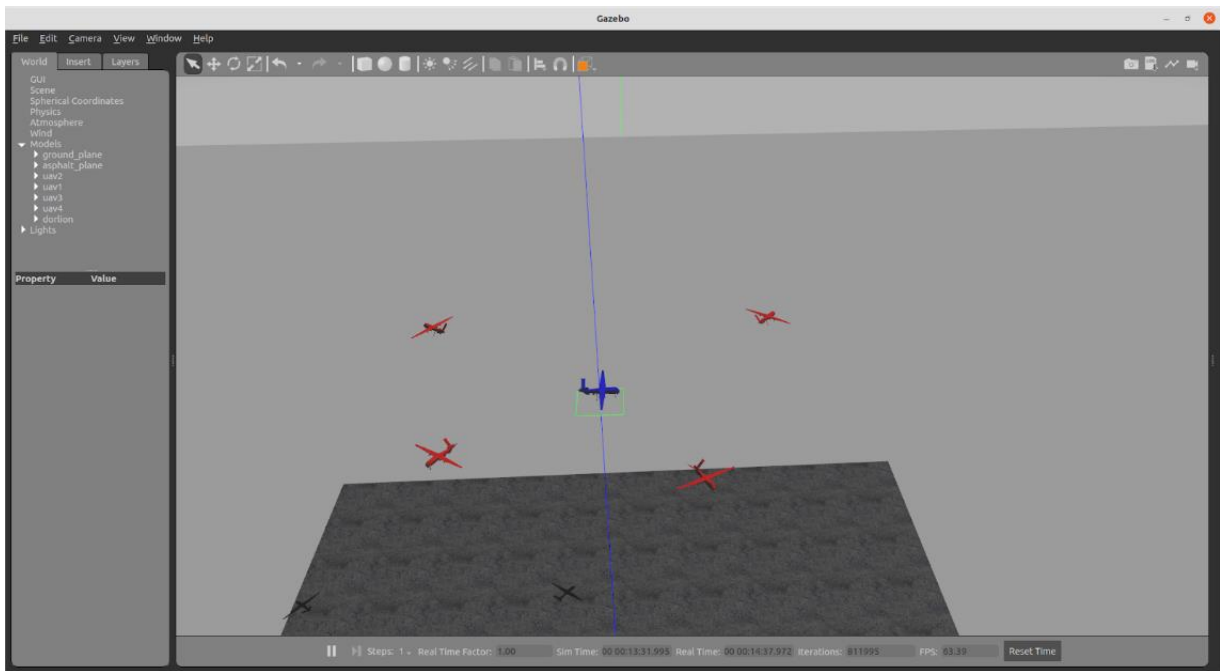 Gazebo
File Edit Camera View Window Help
World Insert Layers
GUI
Scene
Spherical Coordinates
Physics
Atmosphere
Wind
Models
ground_plane
asphalt_plane
uav2
uav1
uav3
uav4
dorlion
Lights
Property Value
Steps: 1 Real Time Factor: 1.00 Sim Time: 00 00:13:31.995 Real Time: 00 00:14:37.972 Iterations: 811995 FPS: 63.39 Reset Time